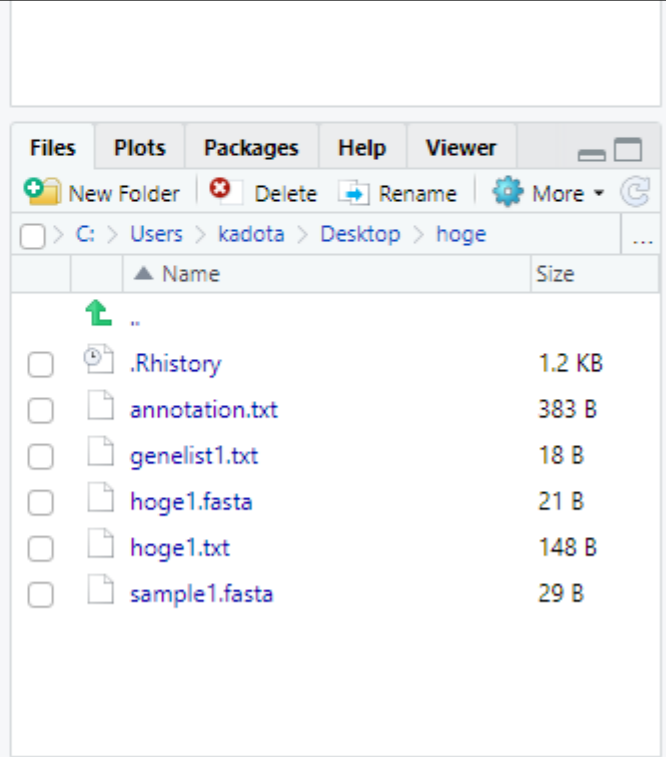 Files Plots Packages Help Viewer
New Folder Delete Rename More
C: > Users > kadota > Desktop > hoge ...
Name Size
..
.Rhistory 1.2 KB
annotation.txt 383 B
genelist1.txt 18 B
hoge1.fasta 21 B
hoge1.txt 148 B
sample1.fasta 29 B